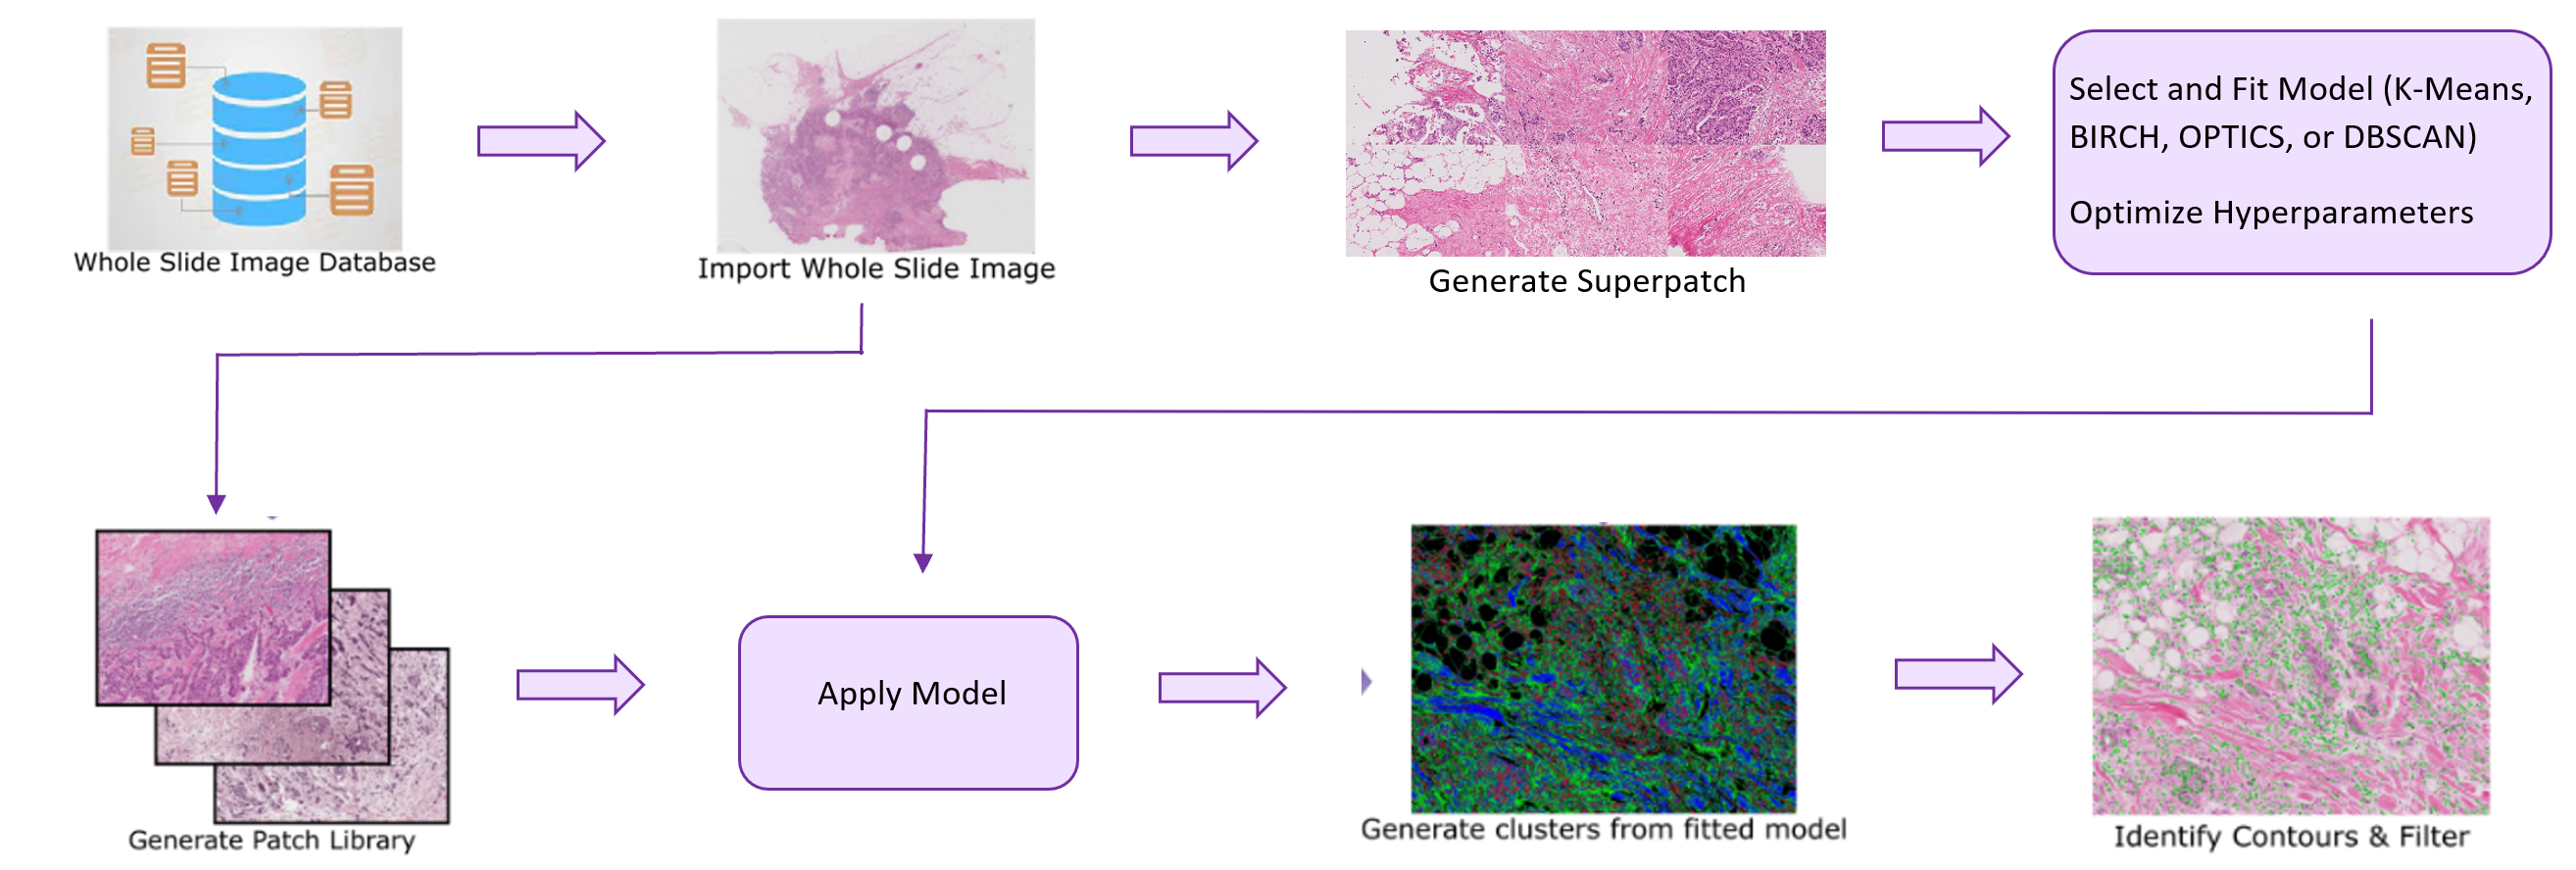 Whole Slide Image Database
Import Whole Slide Image
Generate Superpatch
Select and Fit Model (K-Means,
BIRCH, OPTICS, or DBSCAN)
Optimize Hyperparameters
Generate Patch Library
Apply Model
Generate clusters from fitted model
Identify Contours & Filter